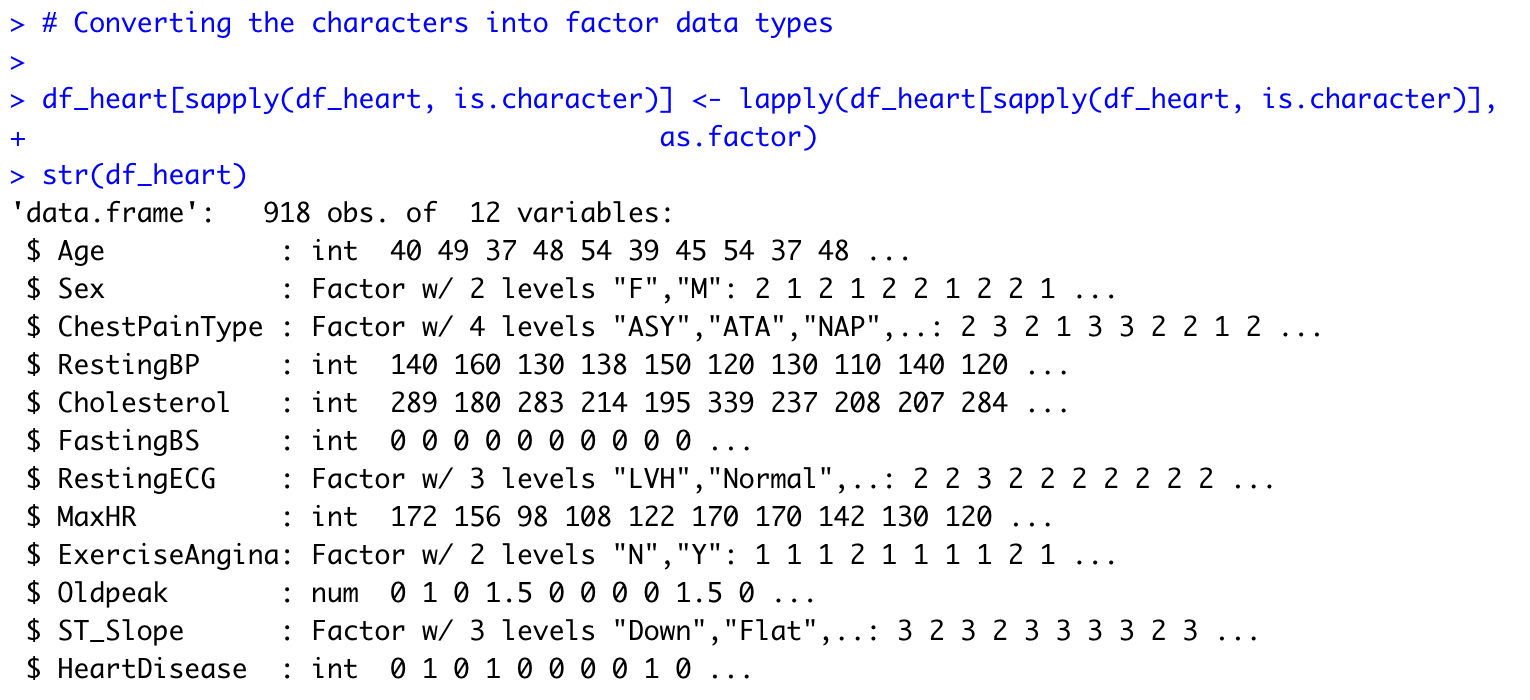 > # Converting the characters into factor data types
>
> df_heart[sapply(df_heart, is.character)] <- lapply(df_heart[sapply(df_heart, is.character)],
+                                         as.factor)
> str(df_heart)
'data.frame':   918 obs. of  12 variables:
 $ Age           : int  40 49 37 48 54 39 45 54 37 48 ...
 $ Sex           : Factor w/ 2 levels "F","M": 2 1 2 1 2 2 1 2 2 1 ...
 $ ChestPainType : Factor w/ 4 levels "ASY","ATA","NAP",..: 2 3 2 1 3 3 2 2 1 2 ...
 $ RestingBP     : int  140 160 130 138 150 120 130 110 140 120 ...
 $ Cholesterol   : int  289 180 283 214 195 339 237 208 207 284 ...
 $ FastingBS     : int  0 0 0 0 0 0 0 0 0 0 ...
 $ RestingECG    : Factor w/ 3 levels "LVH","Normal",..: 2 2 3 2 2 2 2 2 2 2 ...
 $ MaxHR         : int  172 156 98 108 122 170 170 142 130 120 ...
 $ ExerciseAngina: Factor w/ 2 levels "N","Y": 1 1 1 2 1 1 1 1 2 1 ...
 $ Oldpeak       : num  0 1 0 1.5 0 0 0 0 1.5 0 ...
 $ ST_Slope      : Factor w/ 3 levels "Down","Flat",..: 3 2 3 2 3 3 3 3 2 3 ...
 $ HeartDisease  : int  0 1 0 1 0 0 0 0 1 0 ...